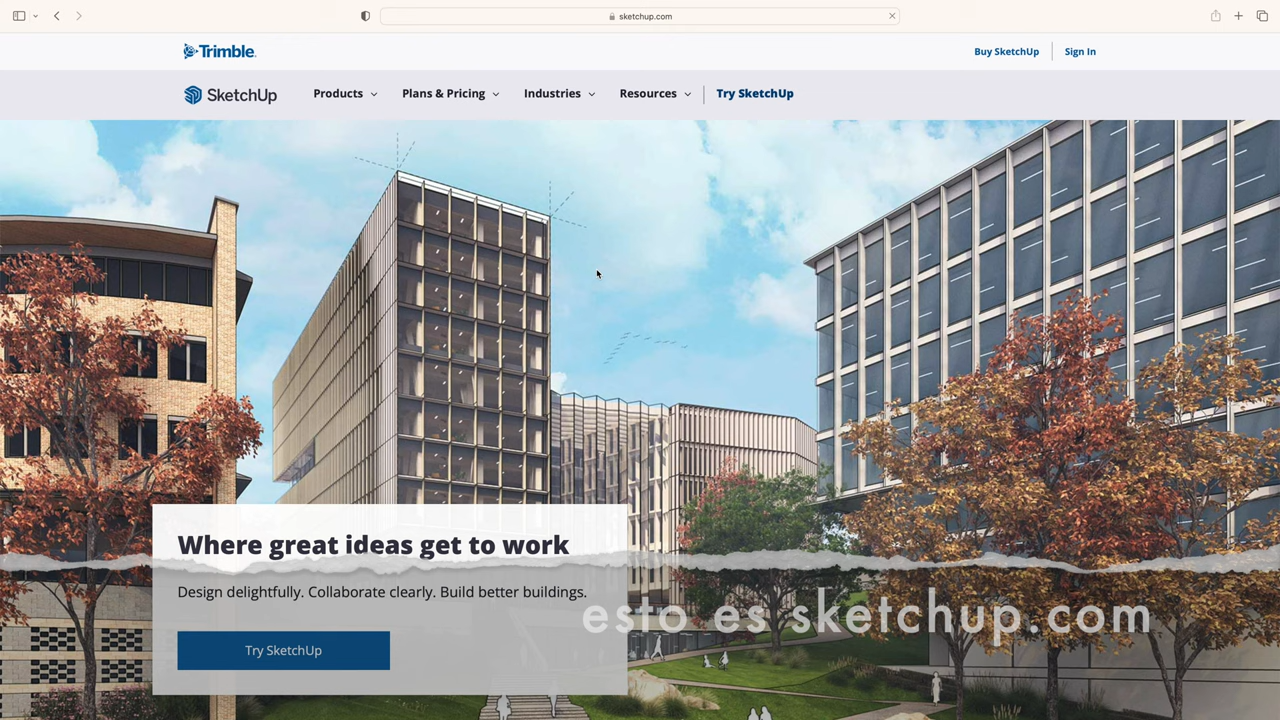 sketchup.com
Trimble.
Buy SketchUp
Sign In
SketchUp
Products
Plans & Pricing
Industries
Resources
Try SketchUp
Where great ideas get to work
Design delightfully. Collaborate clearly. Build better buildings.
esto es sketchup.com
Try SketchUp